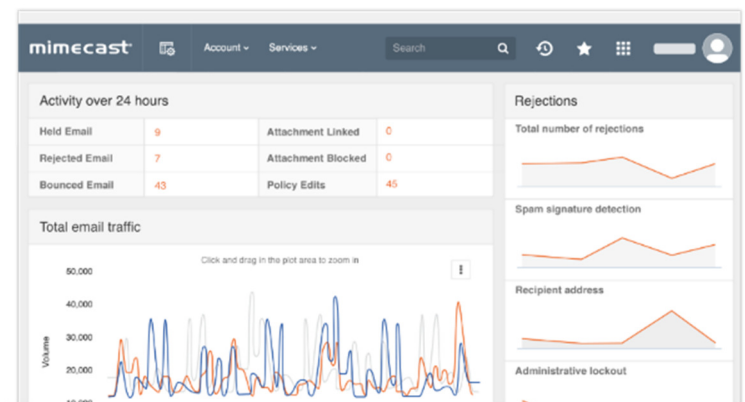 mimecast
Account
Services
Search
Activity over 24 hours
Held Email 9 Attachment Linked 0
Rejected Email 7 Attachment Blocked 0
Bounced Email 43 Policy Edits 45
Total email traffic
Click and drag in the plot area to zoom in
50,000
40,000
30,000
20,000
10,000
Volume
Rejections
Total number of rejections
Spam signature detection
Recipient address
Administrative lockout